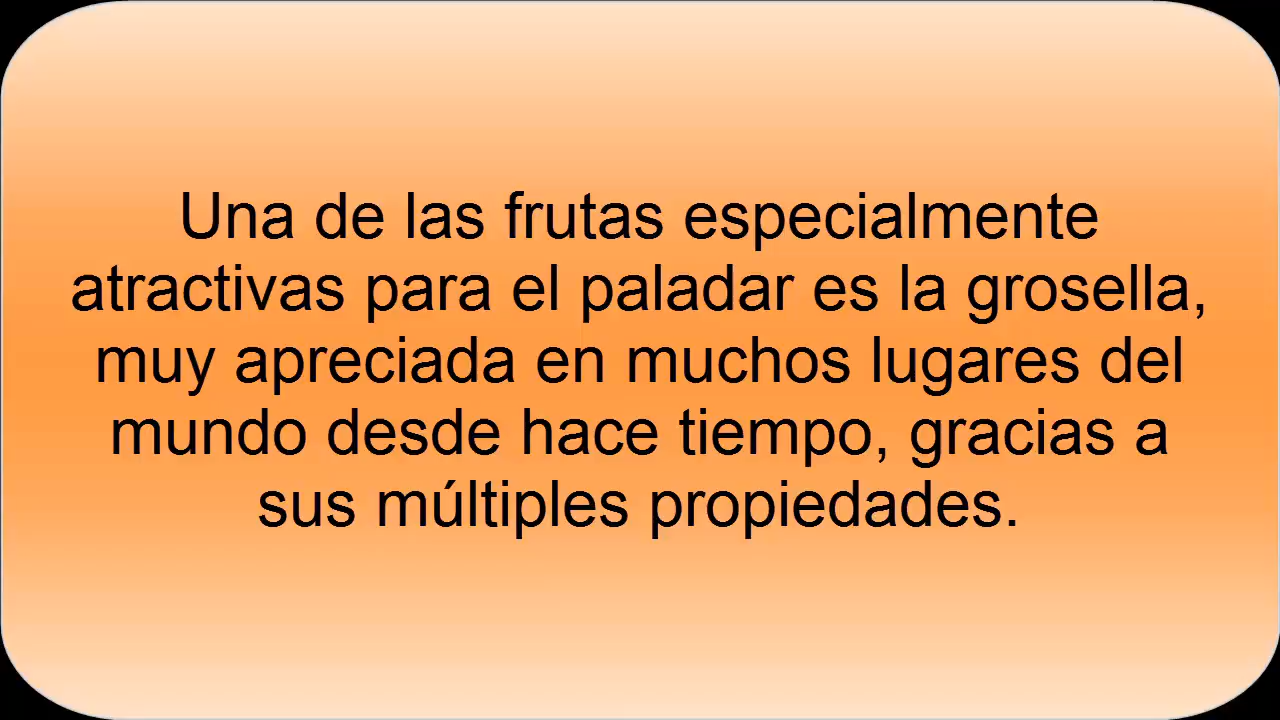 Una de las frutas especialmente
atractivas para el paladar es la grosella,
muy apreciada en muchos lugares del
mundo desde hace tiempo, gracias a
sus múltiples propiedades.